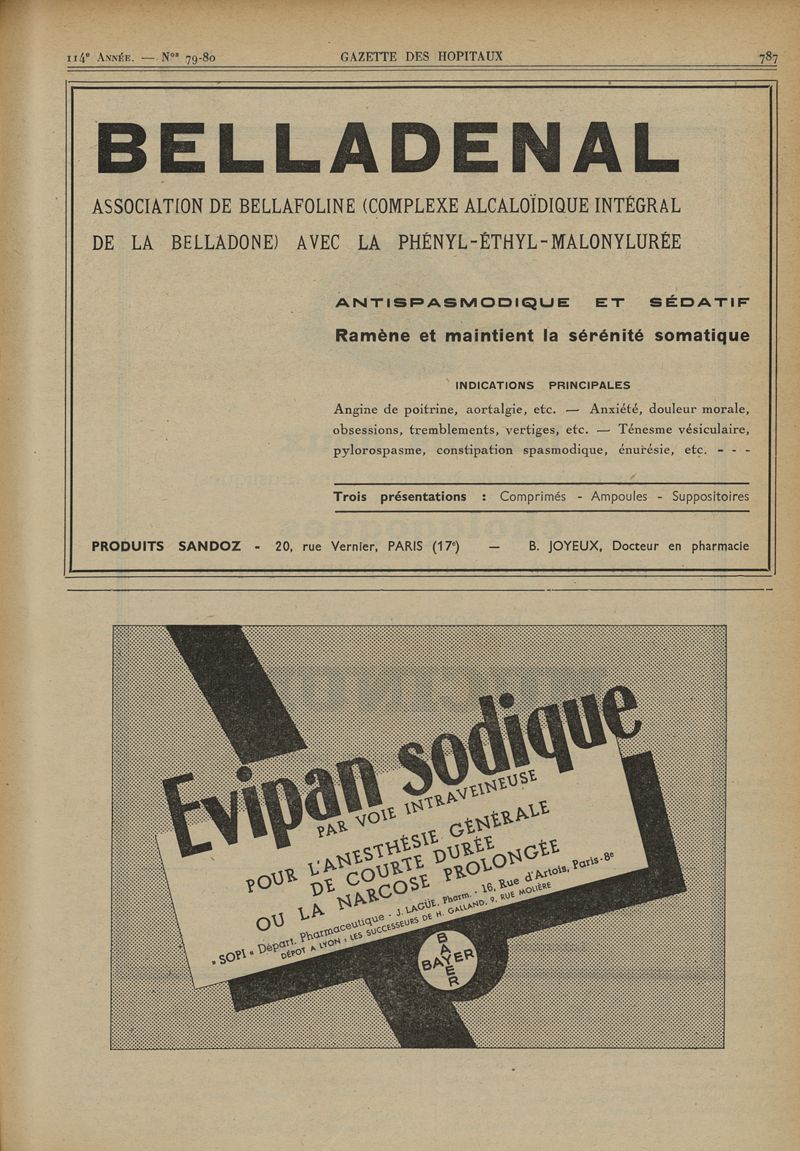 114e ANNÉE. — Nos 79-80
GAZETTE DES HOPITAUX
787
BELLADENAL
ASSOCIATION DE BELLAFOLINE (COMPLEXE ALCALOÏDIQUE INTÉGRAL
DE LA BELLADONE) AVEC LA PHÉNYL-ÉTHYL-MALONYLURÉE
ANTISPASMODIQUE ET SÉDATIF
Ramène et maintient la sérénité somatique
INDICATIONS PRINCIPALES
Angine de poitrine, aortalgie, etc. — Anxiété, douleur morale,
obsessions, tremblements, vertiges, etc. — Ténesme vésiculaire,
pylorospasme, constipation spasmodique, énurésie, etc. - - -
Trois présentations : Comprimés - Ampoules - Suppositoires
PRODUITS SANDOZ - 20, rue Vernier, PARIS (17e) — B. JOYEUX, Docteur en pharmacie
Evipan sodique
PAR VOIE INTRAVEINEUSE
POUR L'ANESTHÉSIE GÉNÉRALE
DE COURTE DURÉE
OU LA NARCOSE PROLONGÉE
"SOPI" Départ. Pharmaceutique - J. LAGÜE. Pharm. - 16, Rue d'Artois, Paris-8e
DÉPOT A LYON : LES SUCCESSEURS DE H. GALLAND, 9, RUE MOLIÈRE
BAYER
BAYER